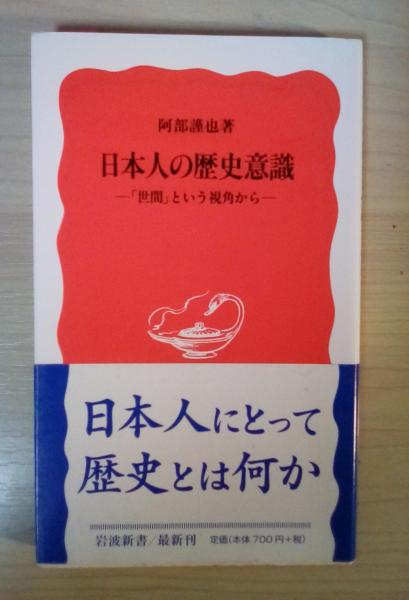 阿部謹也著
日本人の歴史意識
―「世間」という視角から―
日本人にとって
歴史とは何か
岩波新書/最新刊 定価(本体700円+税)